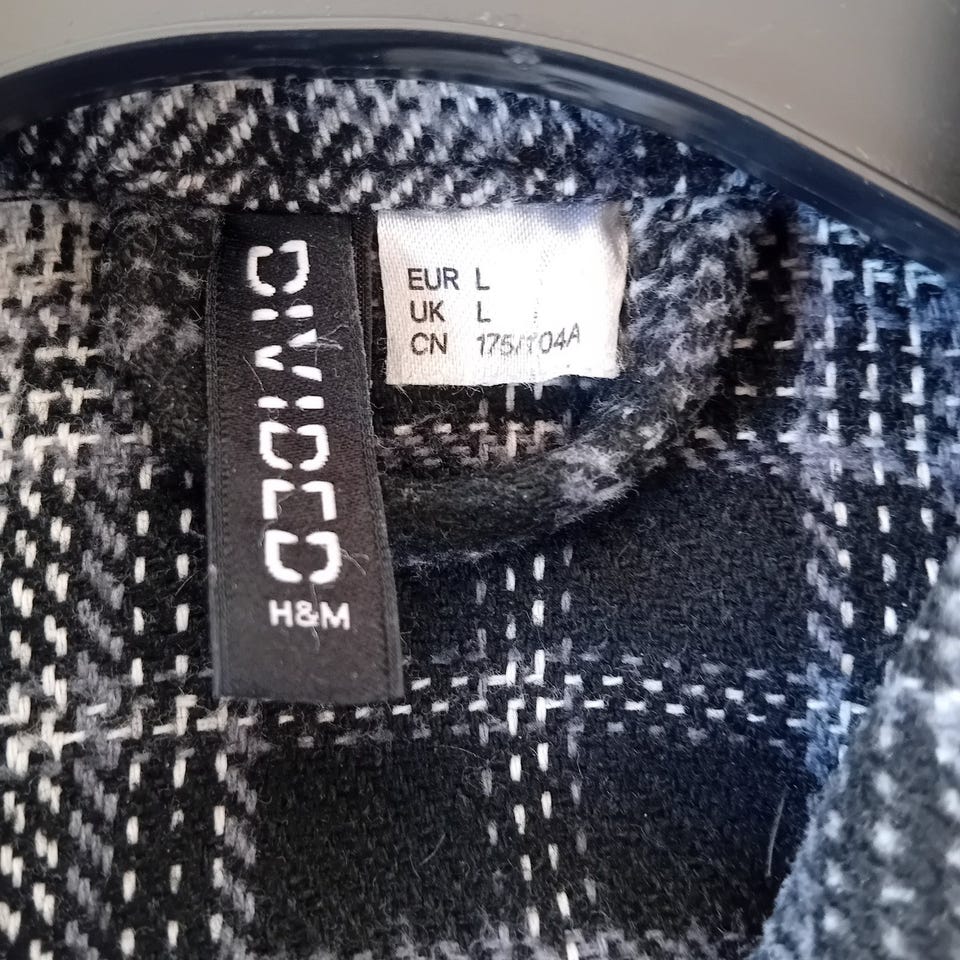 DIVIDED
H&M
EUR L
UK L
CN 175/104A